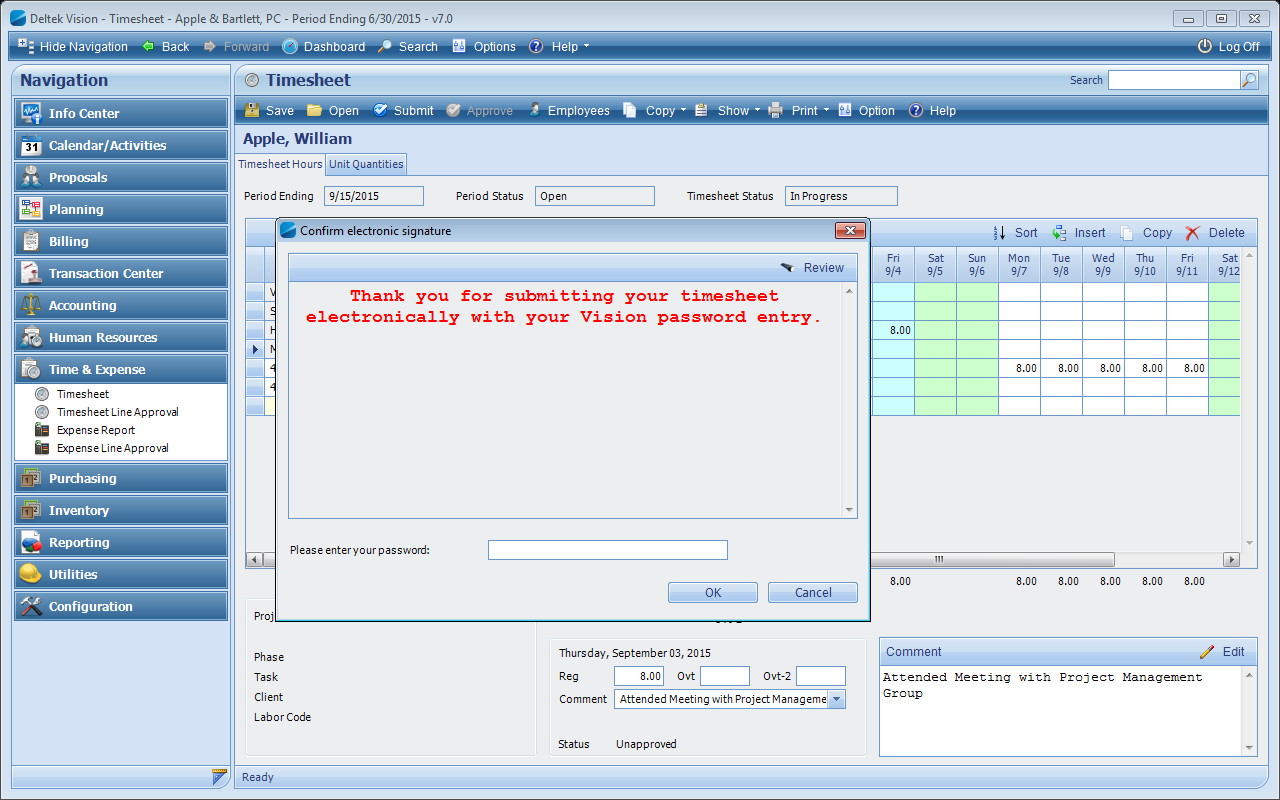 Deltek Vision - Timesheet - Apple & Bartlett, PC - Period Ending 6/30/2015 - v7.0
Hide Navigation Back Forward Dashboard Search Options Help Log Off
Navigation
Info Center
31 Calendar/Activities
Proposals
Planning
Billing
Transaction Center
Accounting
Human Resources
Time & Expense
Timesheet
Timesheet Line Approval
Expense Report
Expense Line Approval
Purchasing
Inventory
Reporting
Utilities
Configuration
Timesheet Search
Save Open Submit Approve Employees Copy Show Print Option Help
Apple, William
Timesheet Hours Unit Quantities
Period Ending 9/15/2015 Period Status Open Timesheet Status In Progress
Sort Insert Copy Delete
Fri Sat Sun Mon Tue Wed Thu Fri Sat
9/4 9/5 9/6 9/7 9/8 9/9 9/10 9/11 9/12
8.00
8.00 8.00 8.00 8.00 8.00
8.00 8.00 8.00 8.00 8.00 8.00
Confirm electronic signature
Review
Thank you for submitting your timesheet
electronically with your Vision password entry.
Please enter your password:
OK Cancel
Phase
Task
Client
Labor Code
Thursday, September 03, 2015
Reg 8.00 Ovt Ovt-2
Comment Attended Meeting with Project Manageme
Status Unapproved
Comment Edit
Attended Meeting with Project Management
Group
Ready